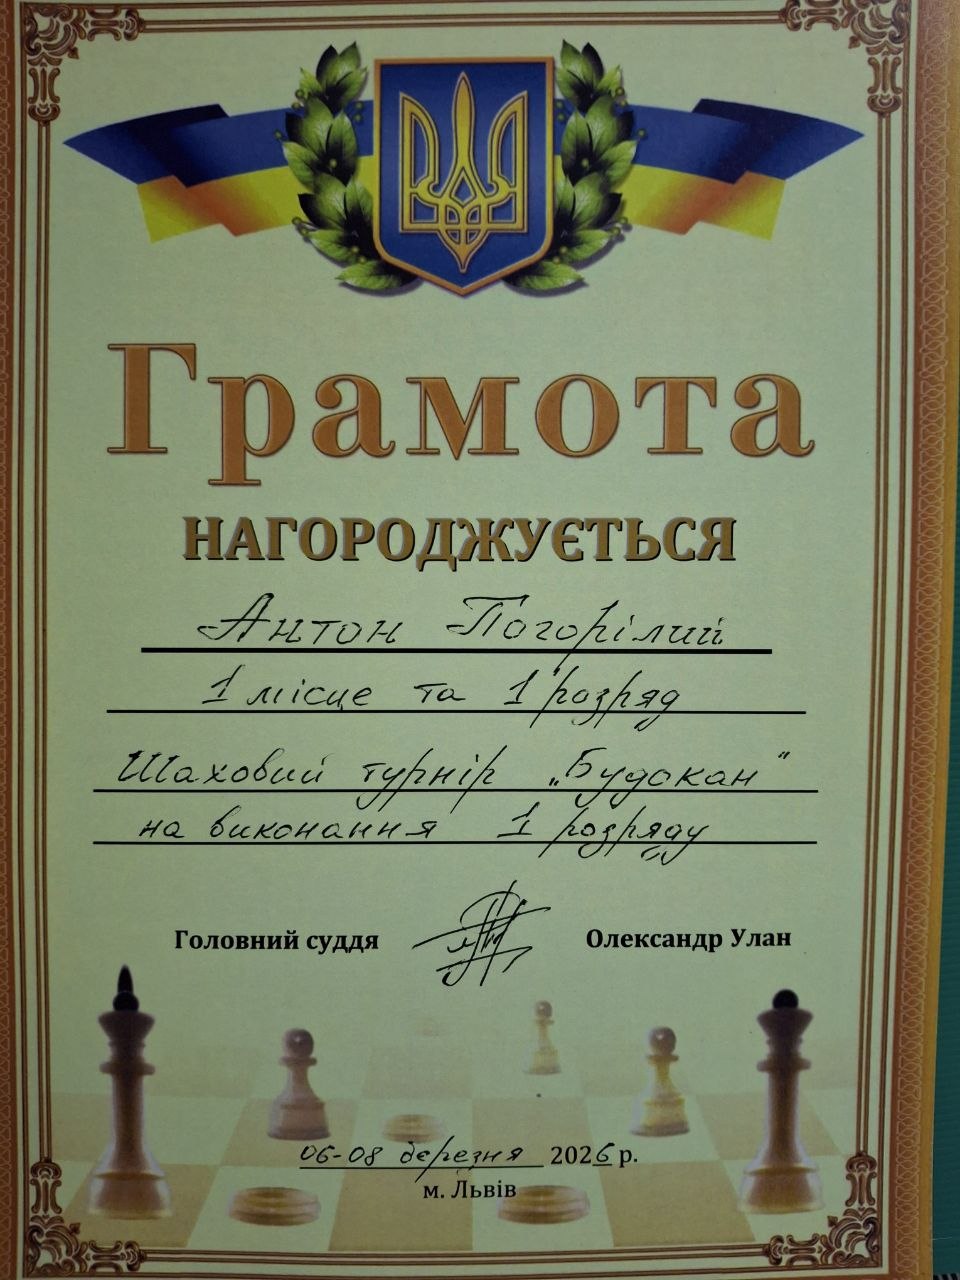 Грамота
НАГОРОДЖУЄТЬСЯ
Антон Погорілий
1 місце та 1 розряд
Шаховий турнір „Будокан"
на виконання 1 розряду
Головний суддя Олександр Улан
06-08 березня 2026 р.
м. Львів